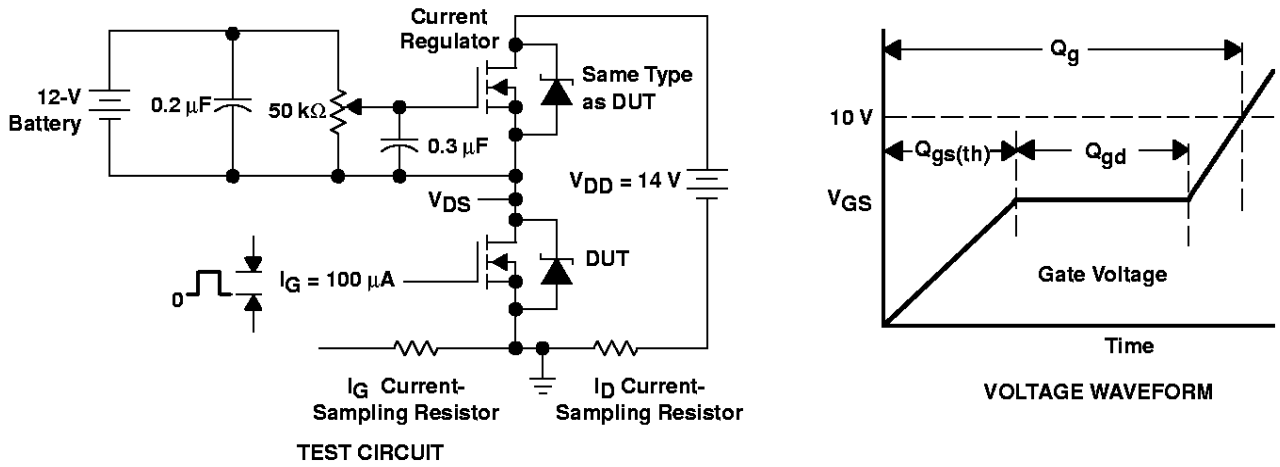 Current
Regulator
12-V
Battery
0.2 μF
50 kΩ
0.3 μF
Same Type
as DUT
VDD = 14 V
VDS
DUT
0
IG = 100 μA
IG Current-
Sampling Resistor
ID Current-
Sampling Resistor
TEST CIRCUIT
Qg
10 V
Qgs(th)
Qgd
VGS
Gate Voltage
Time
VOLTAGE WAVEFORM